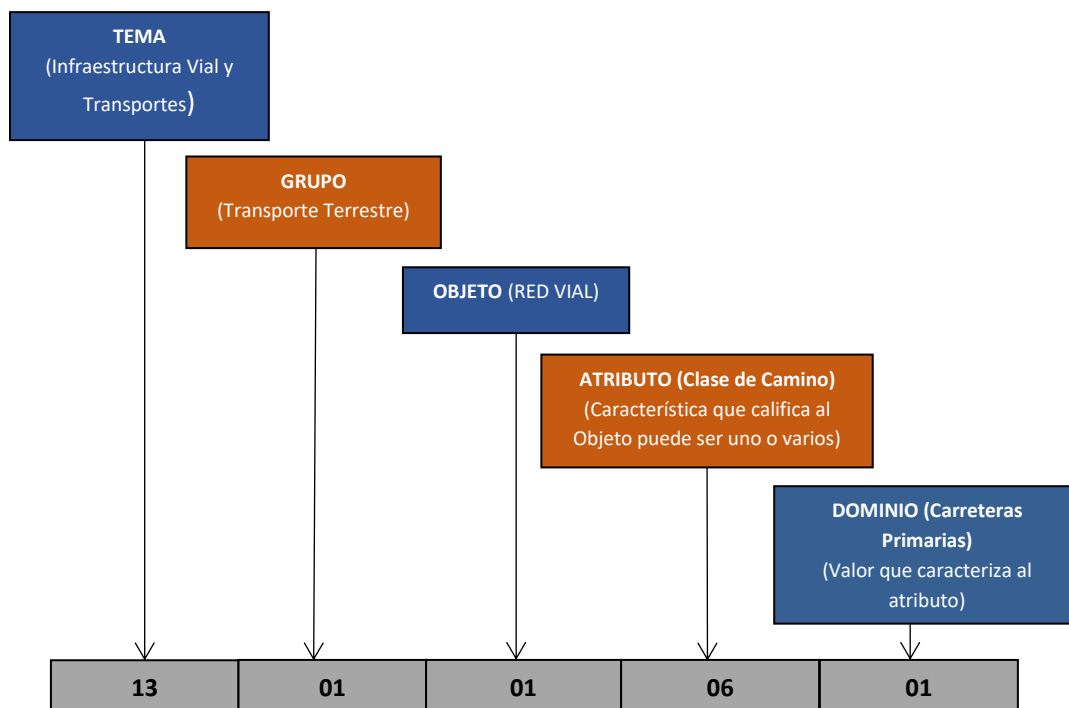 TEMA
(Infraestructura Vial y
Transportes)
GRUPO
(Transporte Terrestre)
OBJETO (RED VIAL)
ATRIBUTO (Clase de Camino)
(Característica que califica al
Objeto puede ser uno o varios)
DOMINIO (Carreteras
Primarias)
(Valor que caracteriza al
atributo)
13 01 01 06 01